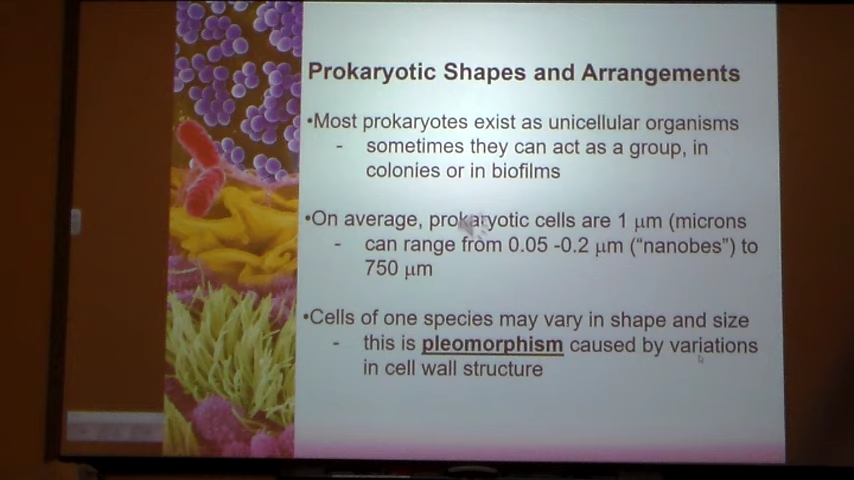 Prokaryotic Shapes and Arrangements
•Most prokaryotes exist as unicellular organisms
- sometimes they can act as a group, in
colonies or in biofilms
•On average, prokaryotic cells are 1 μm (microns
- can range from 0.05 -0.2 μm (“nanobes”) to
750 μm
•Cells of one species may vary in shape and size
- this is pleomorphism caused by variations
in cell wall structure